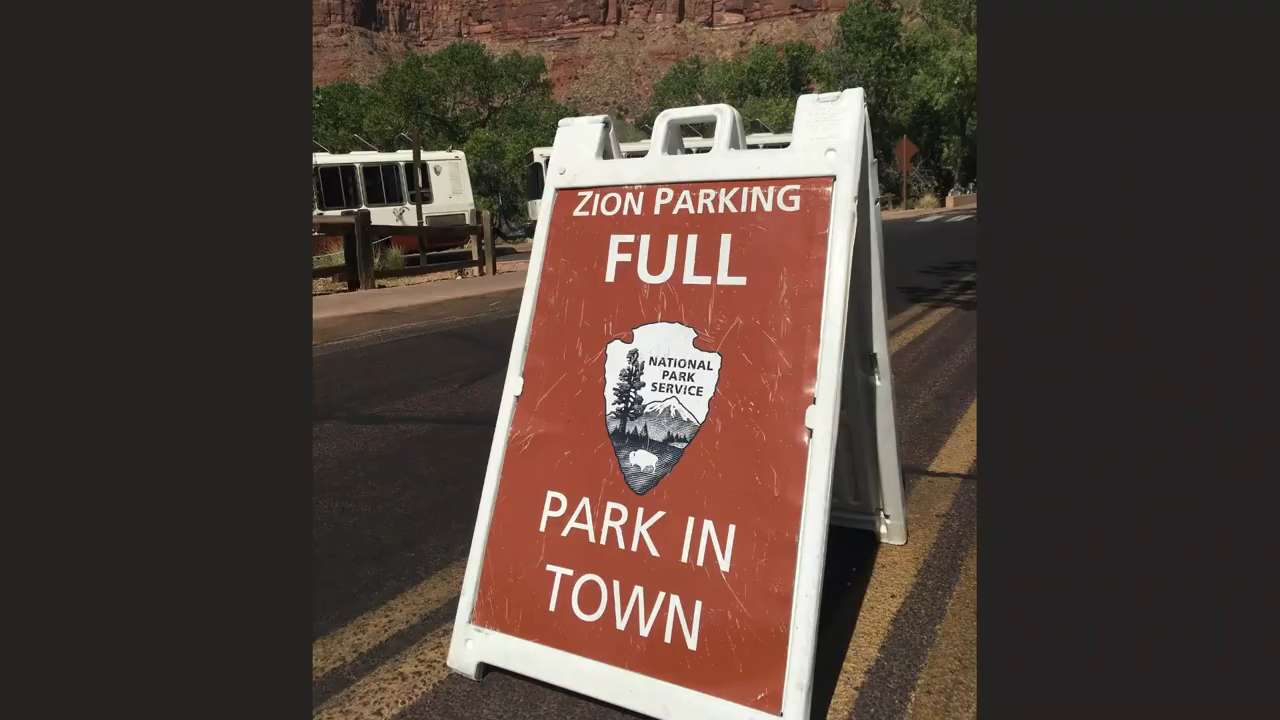 ZION PARKING
FULL
NATIONAL
PARK
SERVICE
PARK IN
TOWN